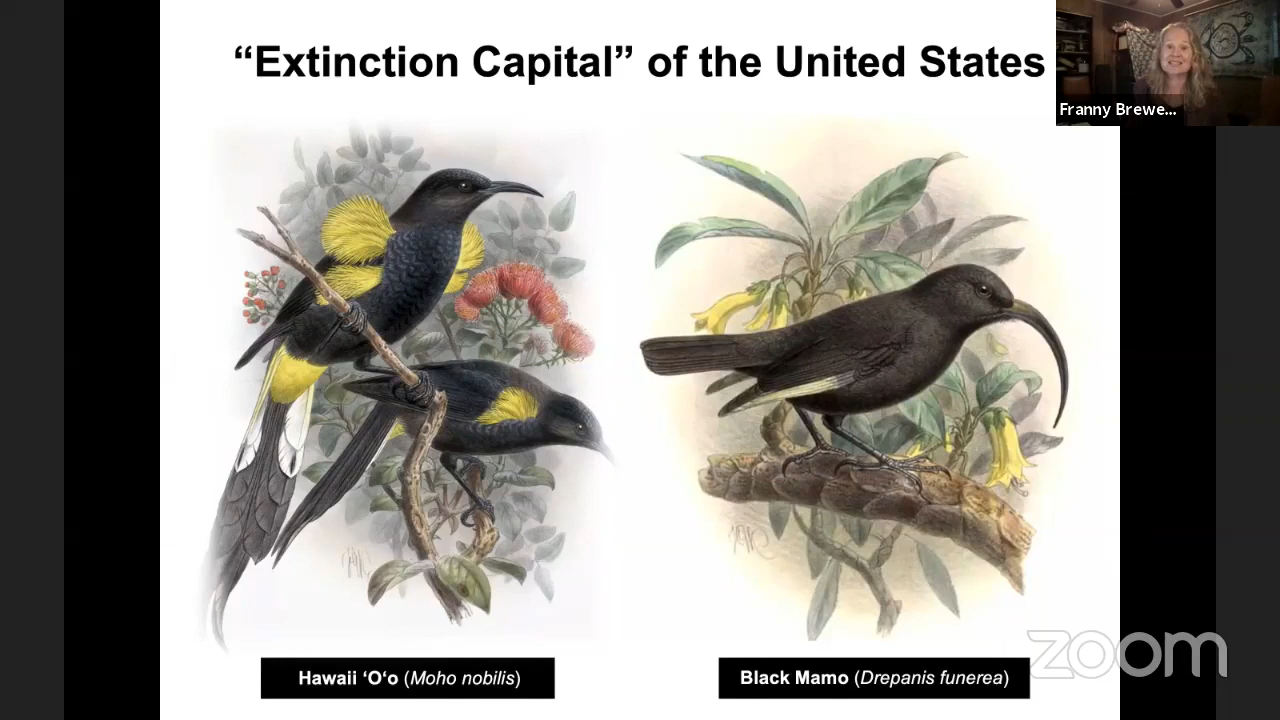 “Extinction Capital” of the United States
Franny Brewe...
Hawaii ‘O‘o (Moho nobilis)
Black Mamo (Drepanis funerea)
zoom